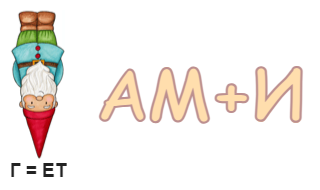 АМ+И
Г = ЕТ